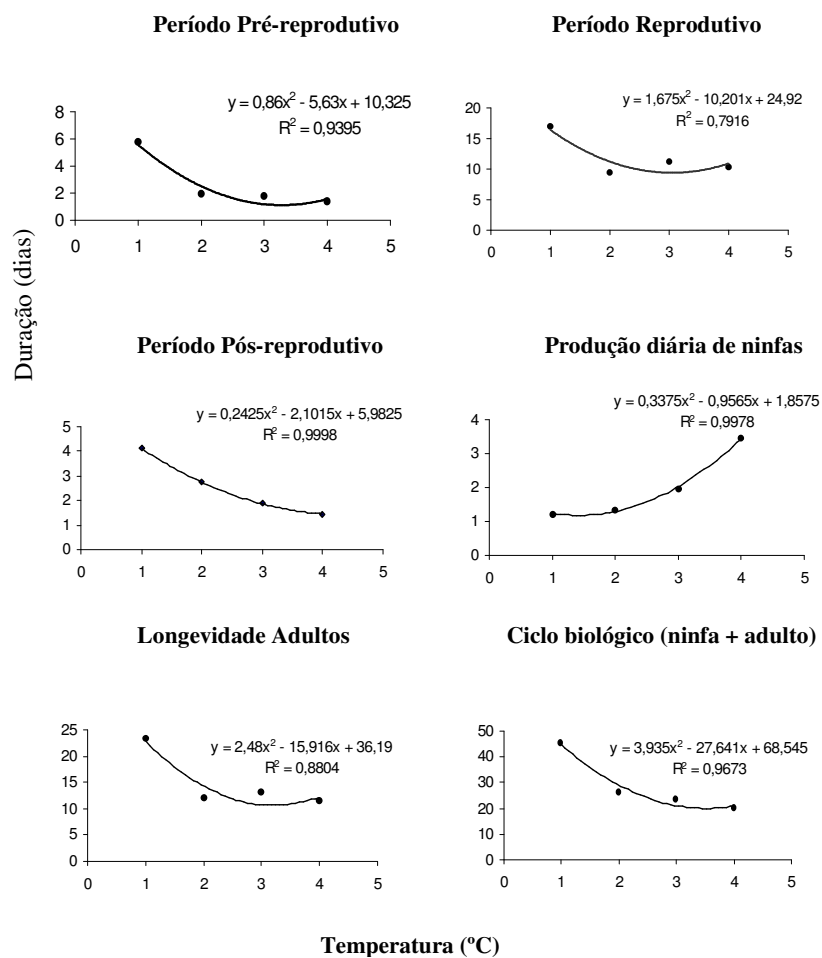 Período Pré-reprodutivo
y = 0,86x² - 5,63x + 10,325
R² = 0,9395
8
6
4
2
0
0 1 2 3 4 5
Período Reprodutivo
y = 1,675x² - 10,201x + 24,92
R² = 0,7916
20
15
10
5
0
0 1 2 3 4 5
Duração (dias)
Período Pós-reprodutivo
y = 0,2425x² - 2,1015x + 5,9825
R² = 0,9998
5
4
3
2
1
0
0 1 2 3 4 5
Produção diária de ninfas
y = 0,3375x² - 0,9565x + 1,8575
R² = 0,9978
4
3
2
1
0
0 1 2 3 4 5
Longevidade Adultos
y = 2,48x² - 15,916x + 36,19
R² = 0,8804
25
20
15
10
5
0
0 1 2 3 4 5
Ciclo biológico (ninfa + adulto)
y = 3,935x² - 27,641x + 68,545
R² = 0,9673
50
40
30
20
10
0
0 1 2 3 4 5
Temperatura (ºC)